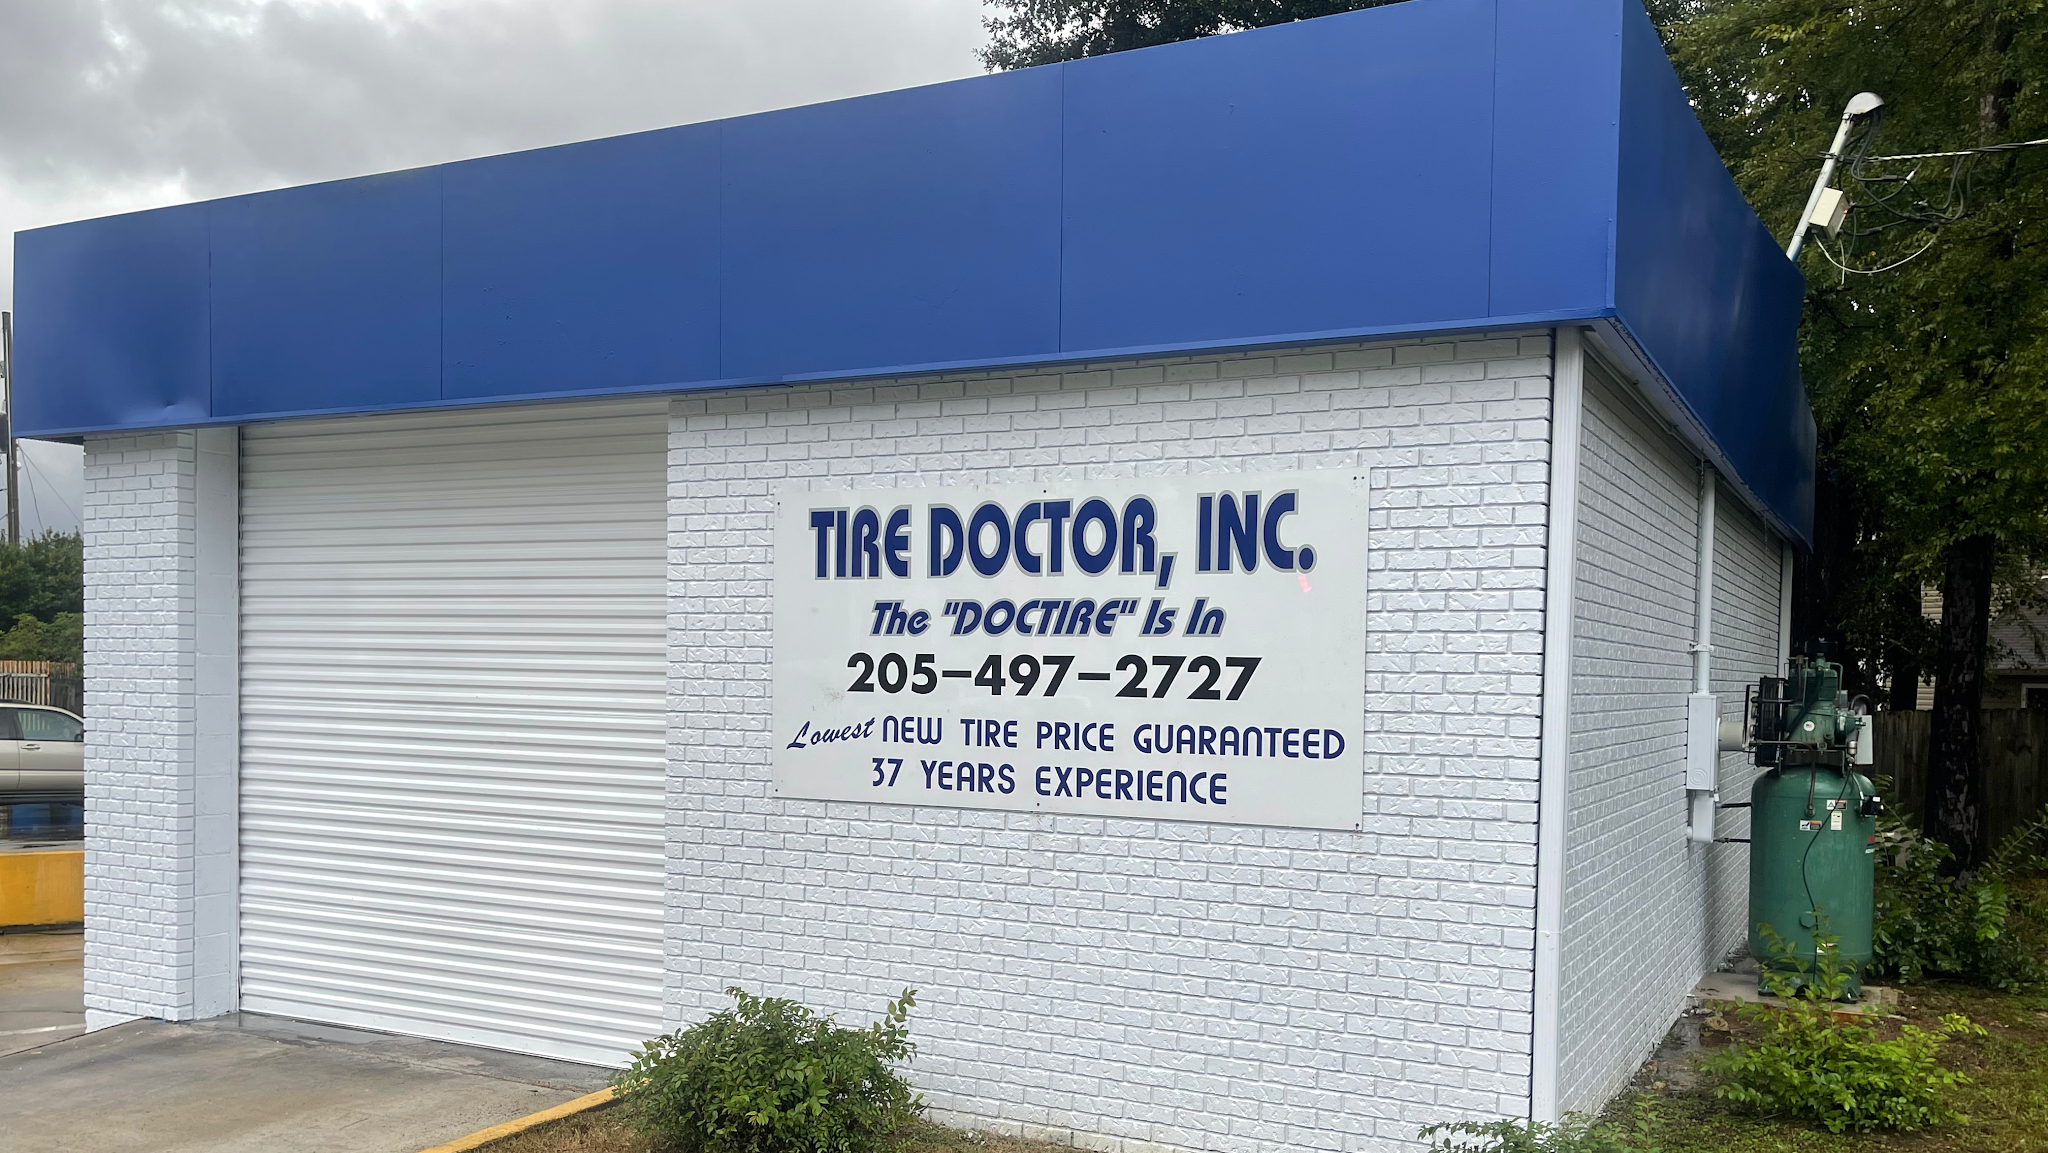 TIRE DOCTOR, INC.
The "DOCTIRE" Is In
205-497-2727
Lowest NEW TIRE PRICE GUARANTEED
37 YEARS EXPERIENCE